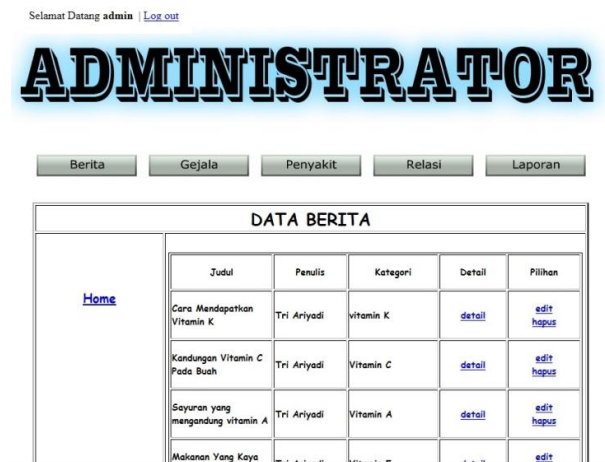 Selamat Datang admin | Log out
ADMINISTRATOR
Berita Gejala Penyakit Relasi Laporan
DATA BERITA
Home
Judul Penulis Kategori Detail Pilihan
Cara Mendapatkan
Vitamin K
Tri Ariyadi
vitamin K
detail
edit
hapus
Kandungan Vitamin C
Pada Buah
Tri Ariyadi
Vitamin C
detail
edit
hapus
Sayuran yang
mengandung vitamin A
Tri Ariyadi
Vitamin A
detail
edit
hapus
Makanan Yang Kaya
edit